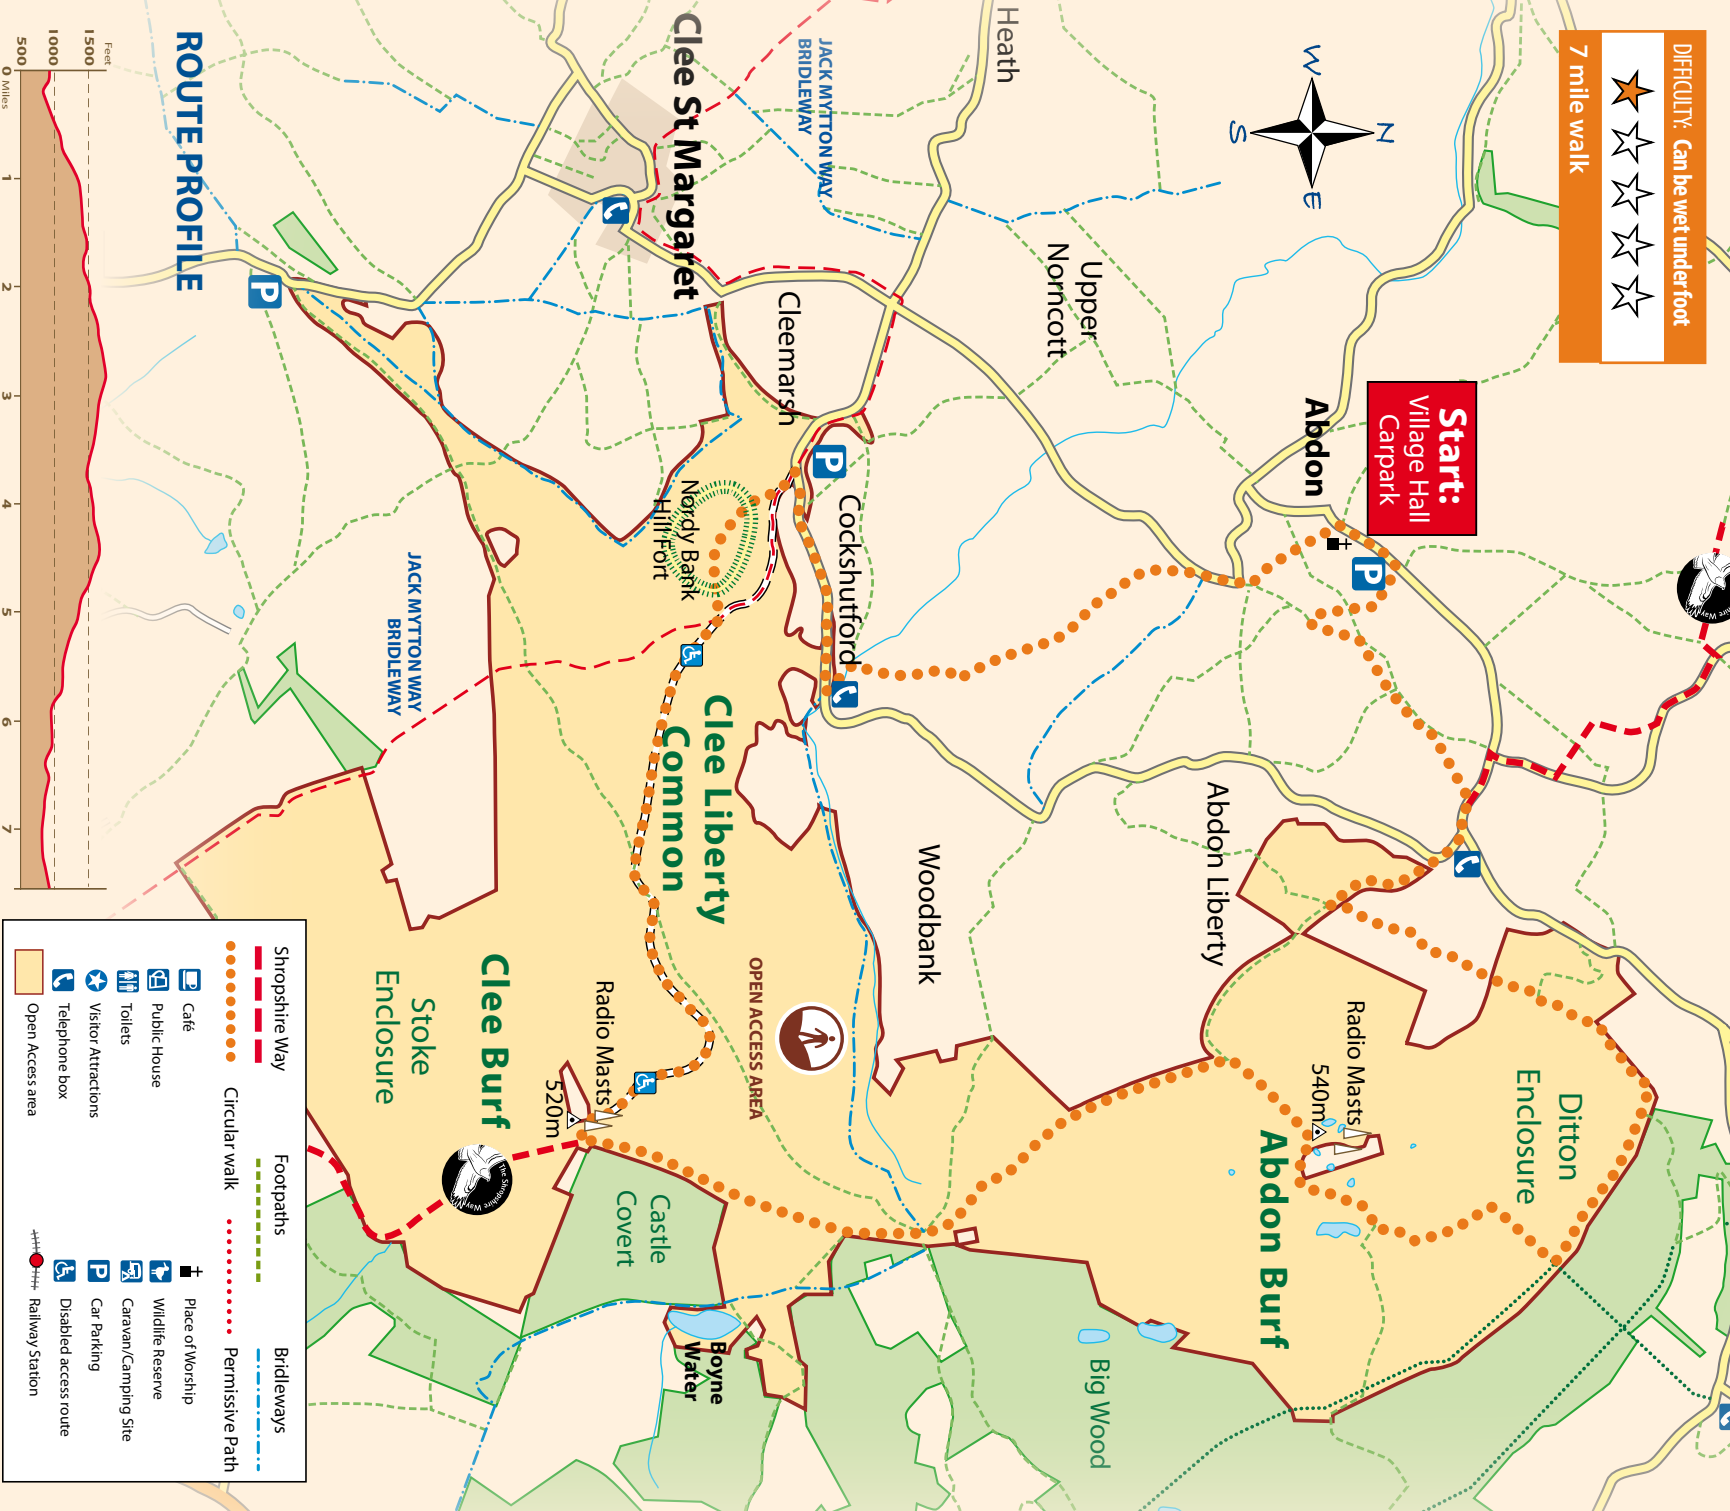 DIFFICULTY: Can be wet underfoot
7 mile walk
Start:
Village Hall
Carpark
Abdon
N
W
E
S
Heath
Upper
Norncott
JACK MYTTON WAY
BRIDLEWAY
Clee St Margaret
Cleemarsh
P
P
P
Cockshutford
Nordy Bank
Hill Fort
Clee Liberty
Common
JACK MYTTON WAY
BRIDLEWAY
Abdon Liberty
Woodbank
OPEN ACCESS AREA
Radio Masts
540m
Abdon Burf
Ditton
Enclosure
Radio Masts
520m
Clee Burf
Stoke
Enclosure
The Shropshire Way
Castle
Covert
Boyne
Water
Big Wood
ROUTE PROFILE
Feet
1500
1000
500
0 Miles
1
2
3
4
5
6
7
Shropshire Way
Footpaths
Bridleways
Circular walk
Permissive Path
Café
Public House
Toilets
Visitor Attractions
Telephone box
Open Access area
Place of Worship
Wildlife Reserve
Caravan/Camping Site
P
Car Parking
Disabled access route
Railway Station